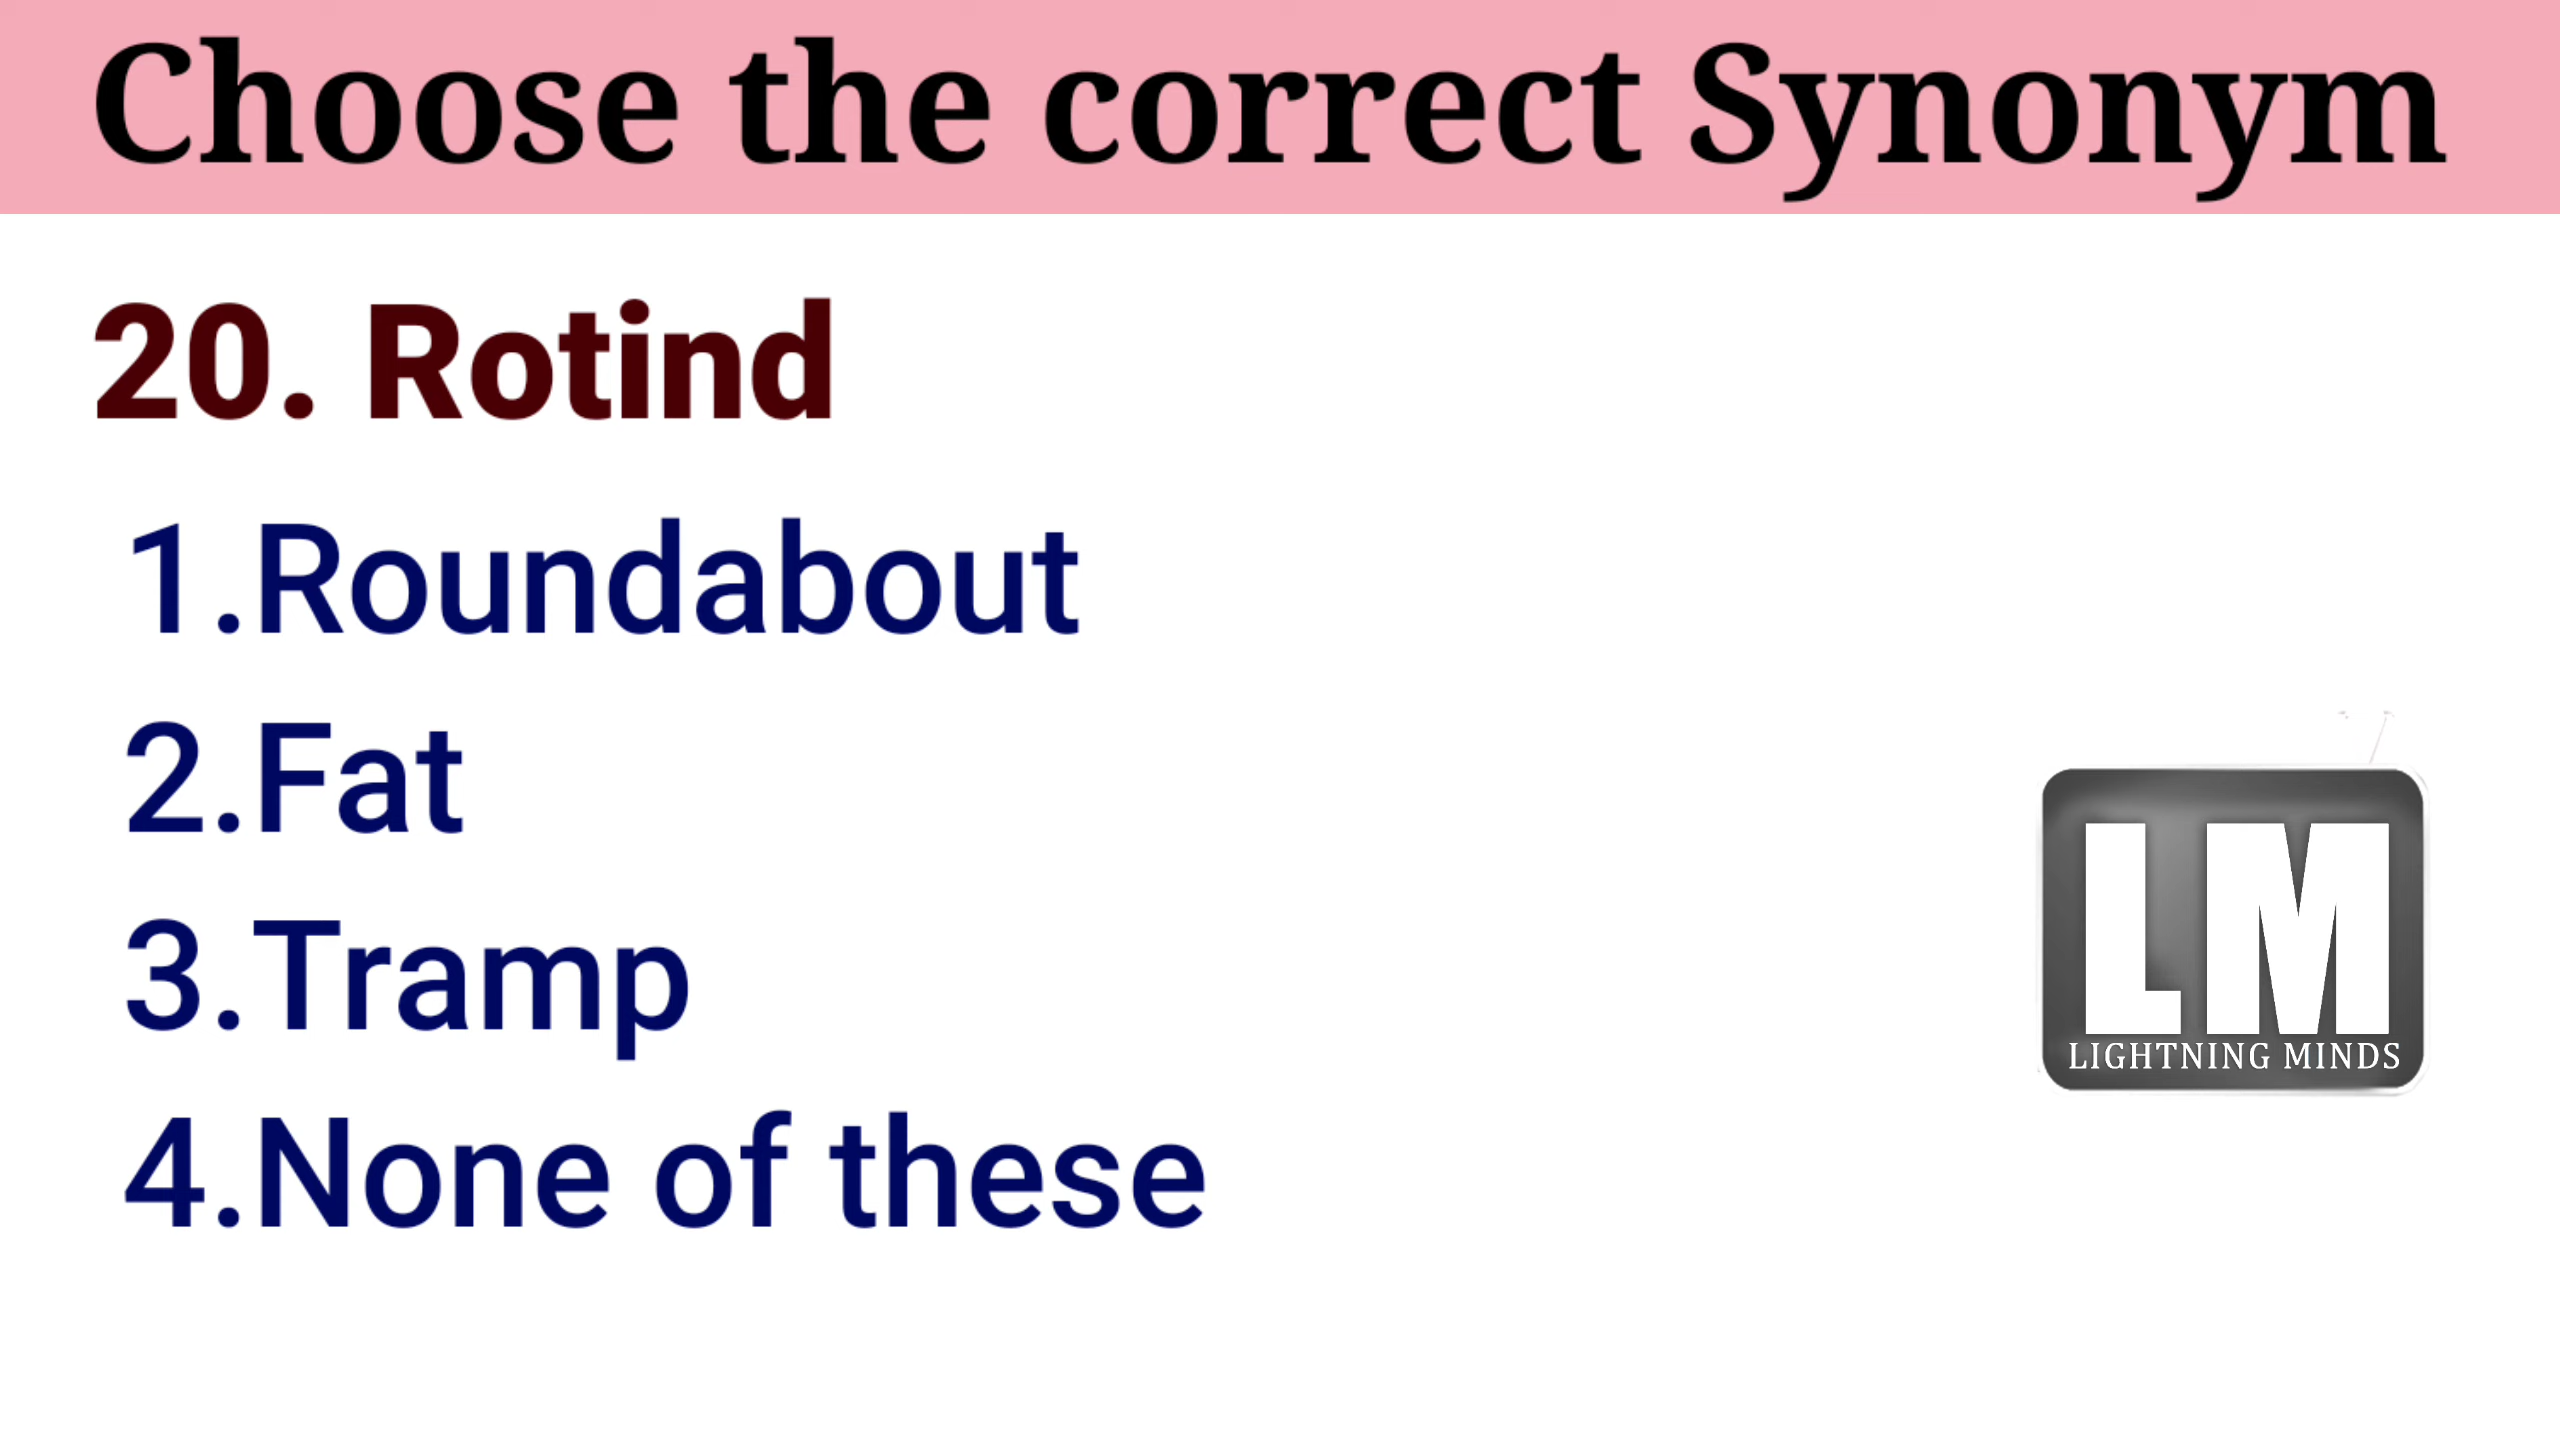 Choose the correct Synonym
20. Rotind
1.Roundabout
2.Fat
3.Tramp
4.None of these
LM
LIGHTNING MINDS